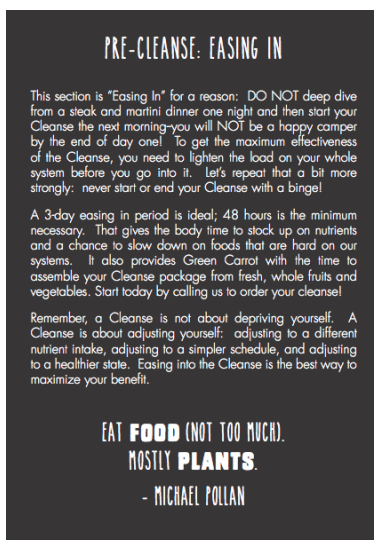 PRE-CLEANSE: EASING IN
This section is "Easing In" for a reason: DO NOT deep dive
from a steak and martini dinner one night and then start your
Cleanse the next morning–you will NOT be a happy camper
by the end of day one! To get the maximum effectiveness
of the Cleanse, you need to lighten the load on your whole
system before you go into it. Let's repeat that a bit more
strongly: never start or end your Cleanse with a binge!
A 3-day easing in period is ideal; 48 hours is the minimum
necessary. That gives the body time to stock up on nutrients
and a chance to slow down on foods that are hard on our
systems. It also provides Green Carrot with the time to
assemble your Cleanse package from fresh, whole fruits and
vegetables. Start today by calling us to order your cleanse!
Remember, a Cleanse is not about depriving yourself. A
Cleanse is about adjusting yourself: adjusting to a different
nutrient intake, adjusting to a simpler schedule, and adjusting
to a healthier state. Easing into the Cleanse is the best way to
maximize your benefit.
EAT FOOD (NOT TOO MUCH).
MOSTLY PLANTS.
- MICHAEL POLLAN